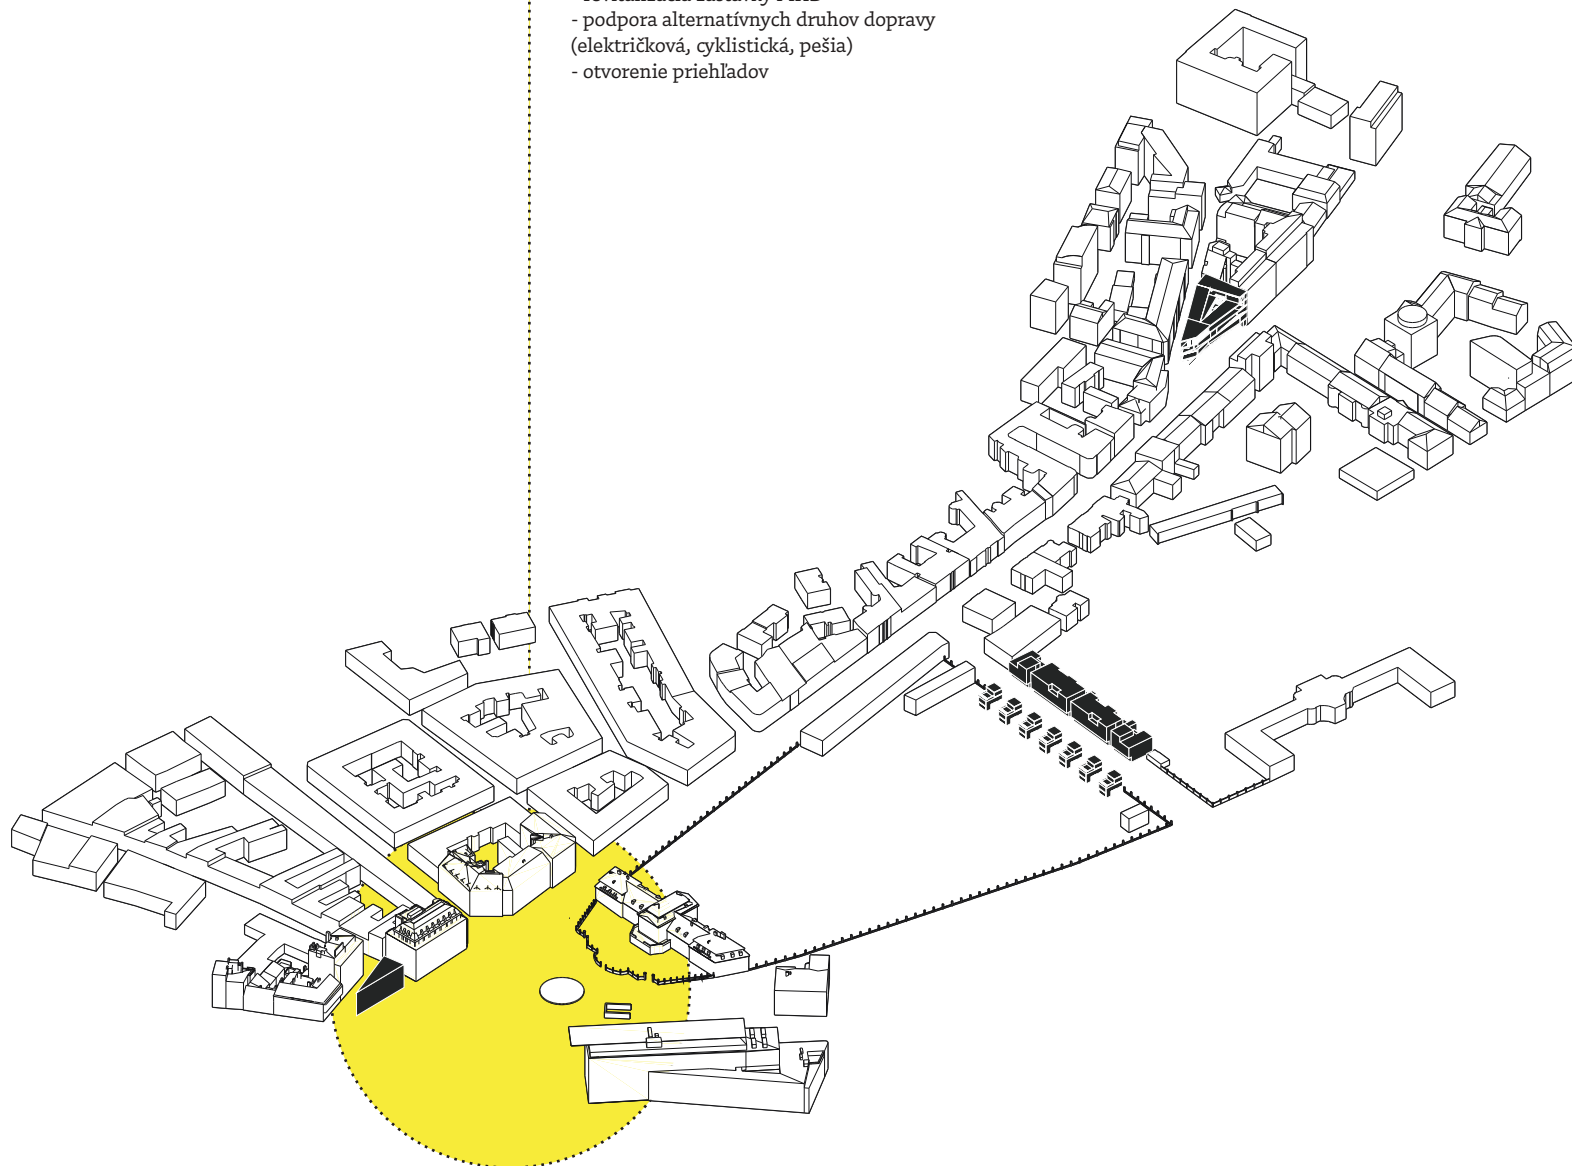 - podpora alternatívnych druhov dopravy
(električková, cyklistická, pešia)
- otvorenie priehľadov